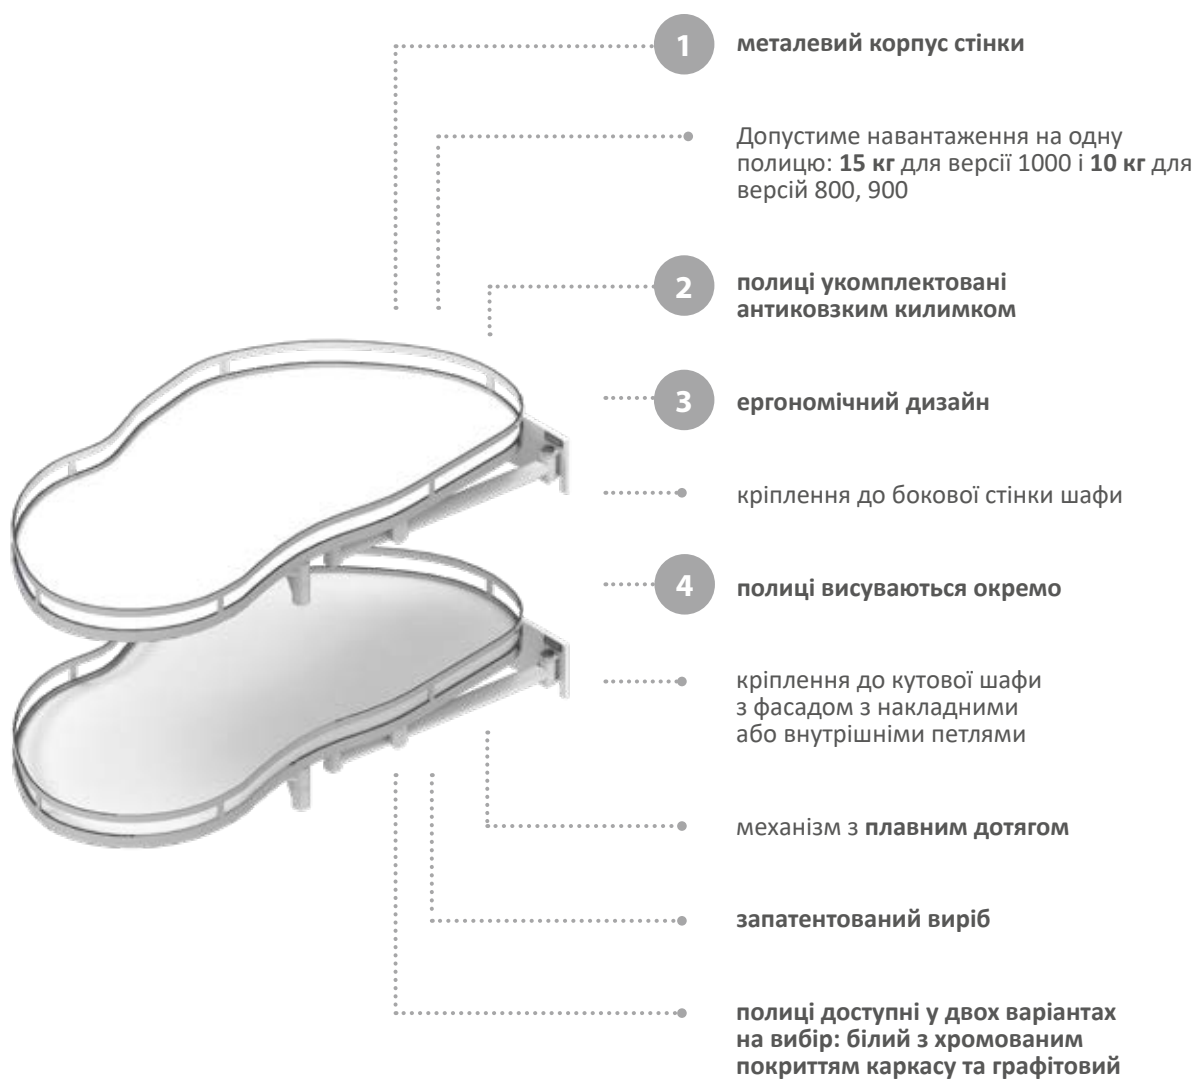 1 металевий корпус стінки
Допустиме навантаження на одну
полицю: 15 кг для версії 1000 і 10 кг для
версій 800, 900
2 полиці укомплектовані
антиковзким килимком
3 ергономічний дизайн
кріплення до бокової стінки шафи
4 полиці висуваються окремо
кріплення до кутової шафи
з фасадом з накладними
або внутрішніми петлями
механізм з плавним дотягом
запатентований виріб
полиці доступні у двох варіантах
на вибір: білий з хромованим
покриттям каркасу та графітовий